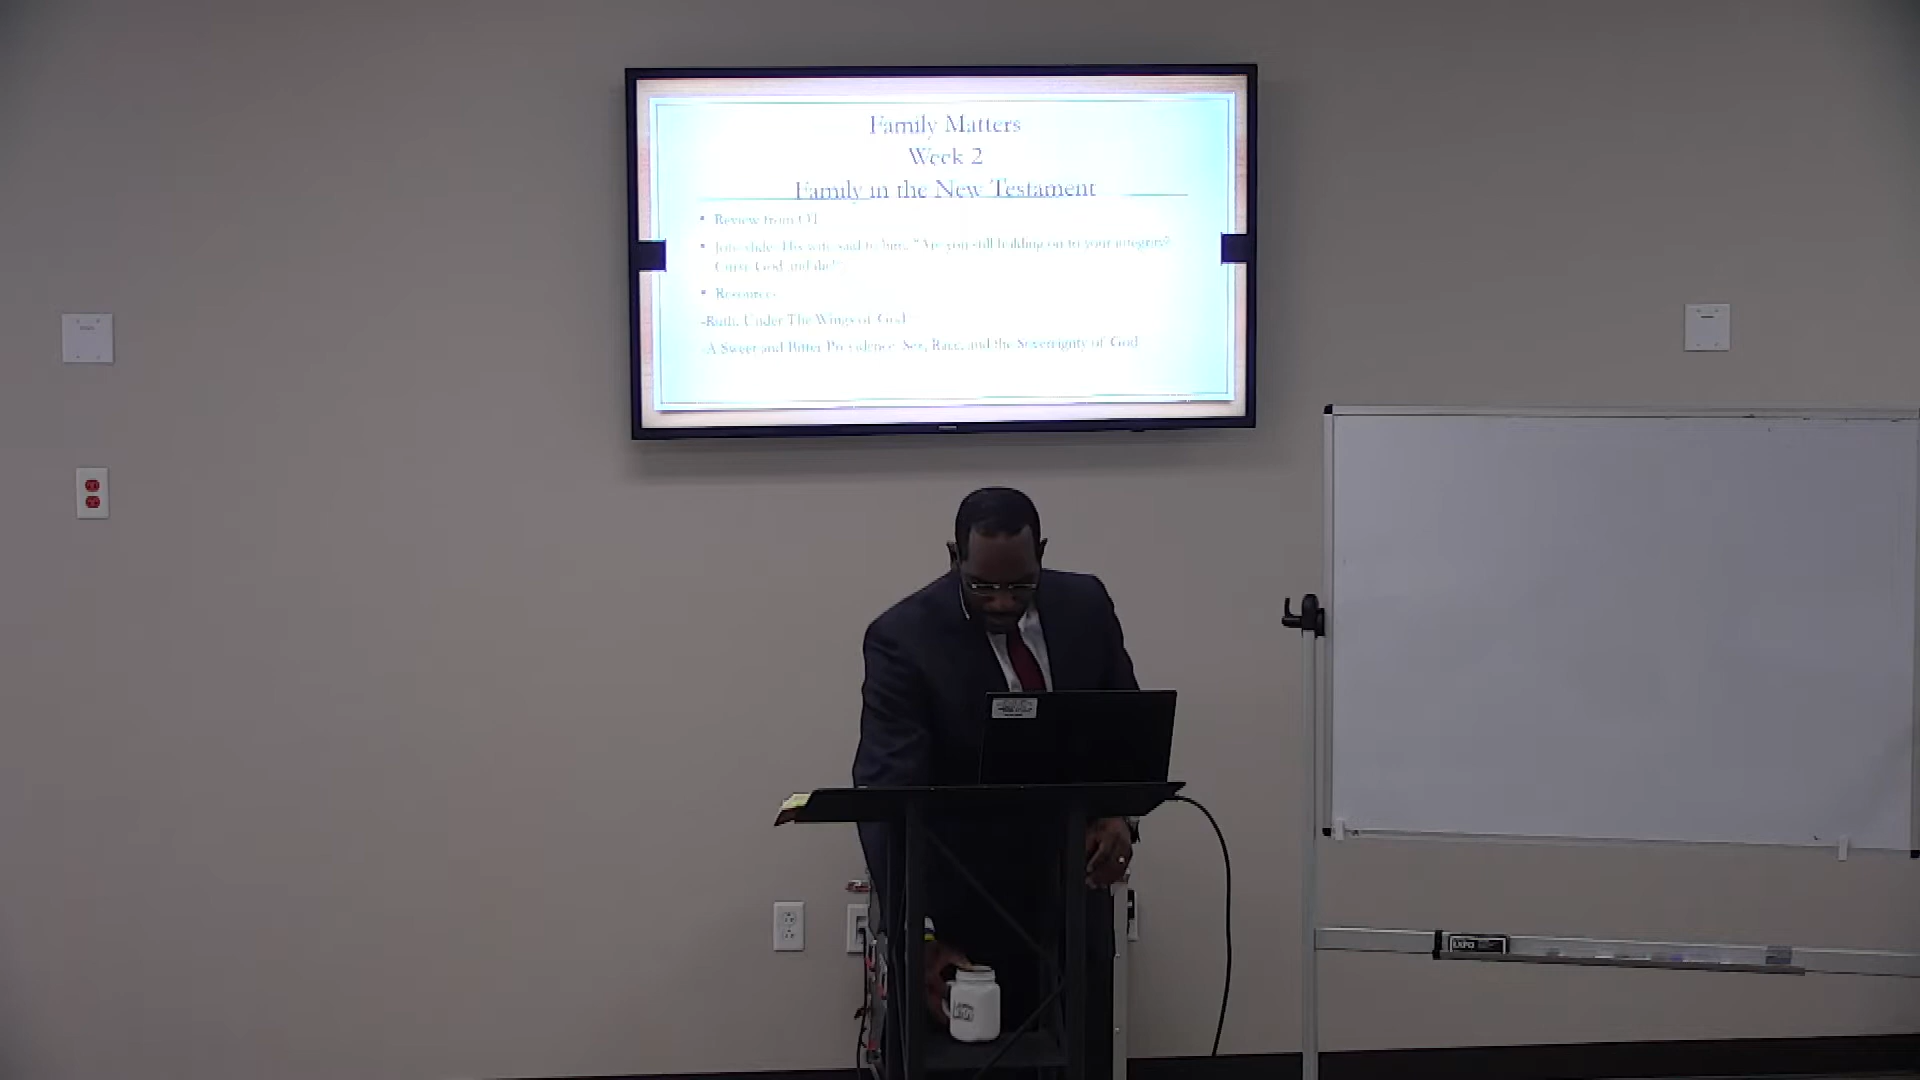 Family Matters
Week 2
Family in the New Testament
Review from OT
Job slide: His wife said to him, "Are you still holding on to your integrity?
Curse God and die!"
Resources
-Ruth: Under The Wings of God
-A Sweet and Bitter Providence: Sex, Race, and the Sovereignty of God
EXPO